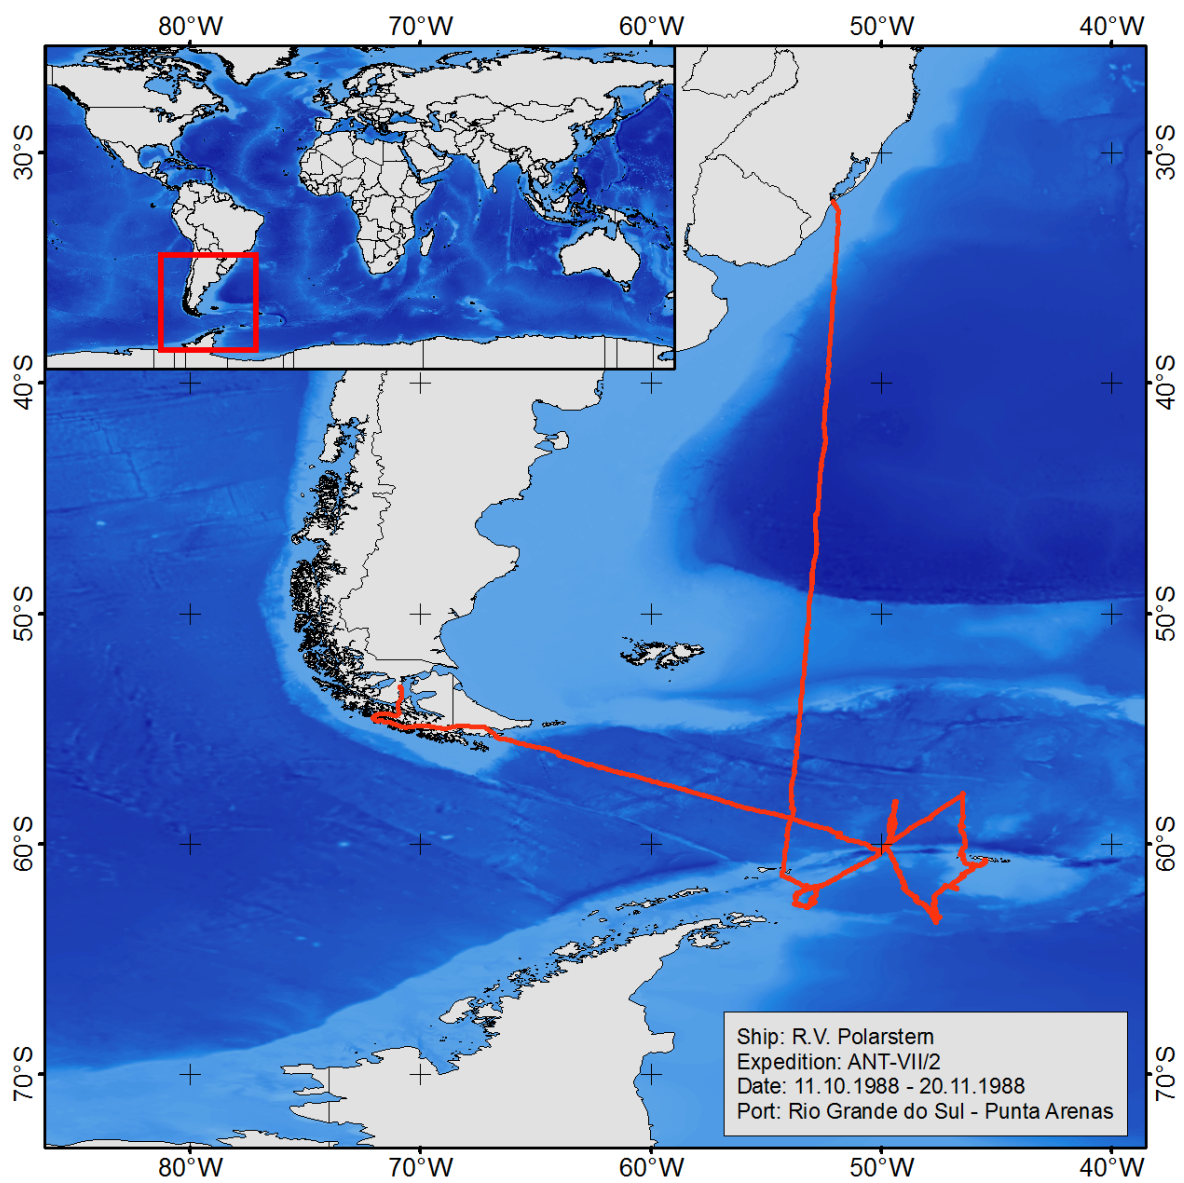 80°W 70°W 60°W 50°W 40°W
30°S 30°S
40°S 40°S
50°S 50°S
60°S 60°S
70°S 70°S
Ship: R.V. Polarstern
Expedition: ANT-VII/2
Date: 11.10.1988 - 20.11.1988
Port: Rio Grande do Sul - Punta Arenas
80°W 70°W 60°W 50°W 40°W